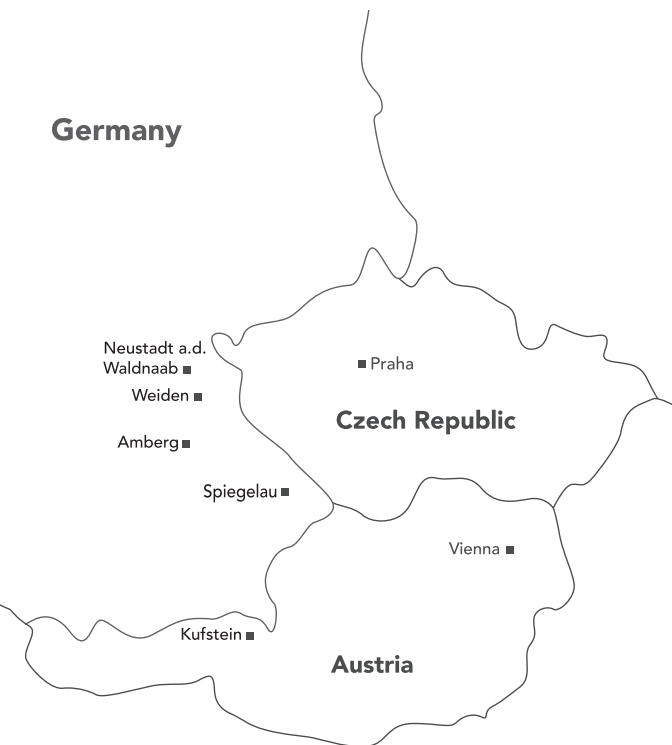 Germany
Neustadt a.d.
Waldnaab
Praha
Weiden
Czech Republic
Amberg
Spiegelau
Vienna
Kufstein
Austria